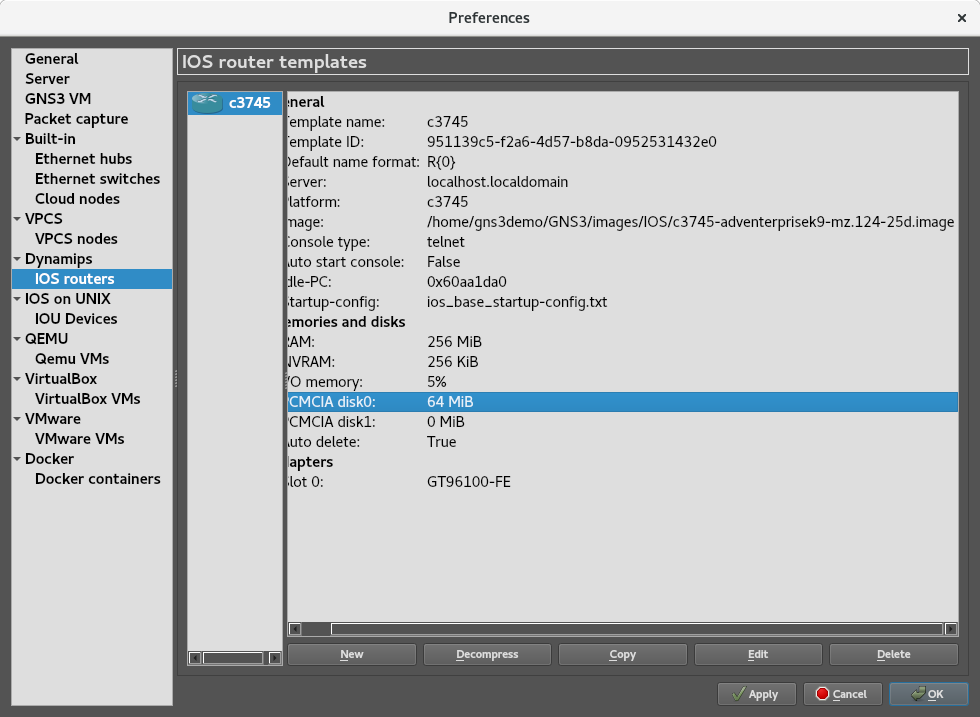 Preferences
General
Server
GNS3 VM
Packet capture
Built-in
Ethernet hubs
Ethernet switches
Cloud nodes
VPCS
VPCS nodes
Dynamips
IOS routers
IOS on UNIX
IOU Devices
QEMU
Qemu VMs
VirtualBox
VirtualBox VMs
VMware
VMware VMs
Docker
Docker containers
IOS router templates
c3745
eneral
emplate name: c3745
emplate ID: 951139c5-f2a6-4d57-b8da-0952531432e0
Default name format: R{0}
erver: localhost.localdomain
latform: c3745
mage: /home/gns3demo/GNS3/images/IOS/c3745-adventerprisek9-mz.124-25d.image
Console type: telnet
uto start console: False
dle-PC: 0x60aa1da0
tartup-config: ios_base_startup-config.txt
emories and disks
RAM: 256 MiB
NVRAM: 256 KiB
/O memory: 5%
PCMCIA disk0: 64 MiB
PCMCIA disk1: 0 MiB
uto delete: True
dapters
lot 0: GT96100-FE
New
Decompress
Copy
Edit
Delete
Apply
Cancel
OK